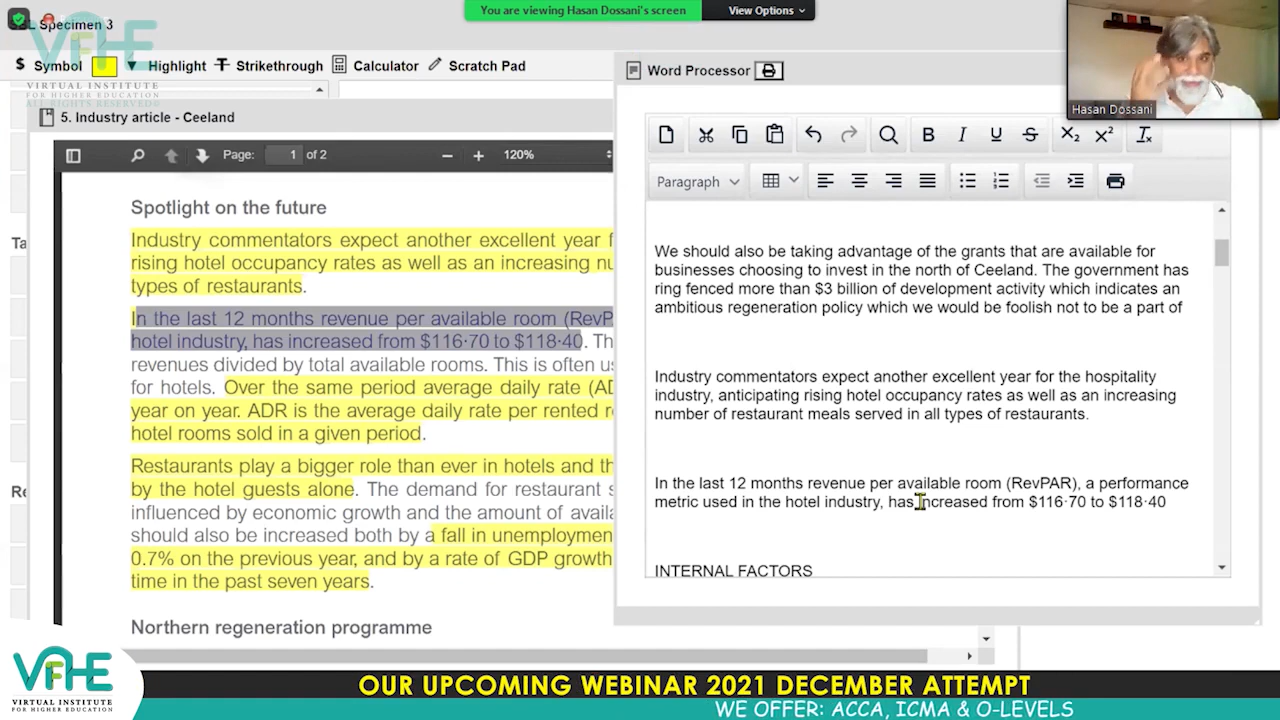 You are viewing Hasan Dossani's screen
View Options
SBL Specimen 3
Symbol
Highlight
Strikethrough
Calculator
Scratch Pad
VIFHE
VIRTUAL INSTITUTE
FOR HIGHER EDUCATION
ALL RIGHTS RESERVED©
5. Industry article - Ceeland
Page: 1 of 2
120%
Spotlight on the future
Industry commentators expect another excellent year f
rising hotel occupancy rates as well as an increasing nu
types of restaurants.
In the last 12 months revenue per available room (RevP
hotel industry, has increased from $116·70 to $118·40. Th
revenues divided by total available rooms. This is often us
for hotels. Over the same period average daily rate (AD
year on year. ADR is the average daily rate per rented r
hotel rooms sold in a given period.
Restaurants play a bigger role than ever in hotels and th
by the hotel guests alone. The demand for restaurant s
influenced by economic growth and the amount of availa
should also be increased both by a fall in unemploymen
0.7% on the previous year, and by a rate of GDP growth
time in the past seven years.
Northern regeneration programme
Ta
Re
Word Processor
Hasan Dossani
Paragraph
We should also be taking advantage of the grants that are available for
businesses choosing to invest in the north of Ceeland. The government has
ring fenced more than $3 billion of development activity which indicates an
ambitious regeneration policy which we would be foolish not to be a part of
Industry commentators expect another excellent year for the hospitality
industry, anticipating rising hotel occupancy rates as well as an increasing
number of restaurant meals served in all types of restaurants.
In the last 12 months revenue per available room (RevPAR), a performance
metric used in the hotel industry, has increased from $116·70 to $118·40
INTERNAL FACTORS
VIFHE
VIRTUAL INSTITUTE
FOR HIGHER EDUCATION
OUR UPCOMING WEBINAR 2021 DECEMBER ATTEMPT
WE OFFER: ACCA, ICMA & O-LEVELS